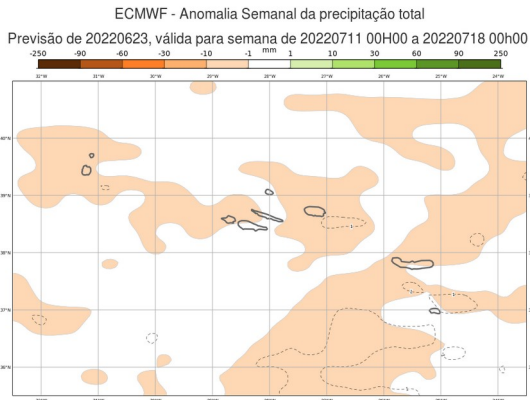 ECMWF - Anomalia Semanal da precipitação total
Previsão de 20220623, válida para semana de 20220711 00H00 a 20220718 00h00
mm
-250 -90 -60 -30 -10 -1 1 10 30 60 90 250
32°W 31°W 30°W 29°W 28°W 27°W 26°W 25°W 24°W
40°N
39°N
38°N
37°N
36°N